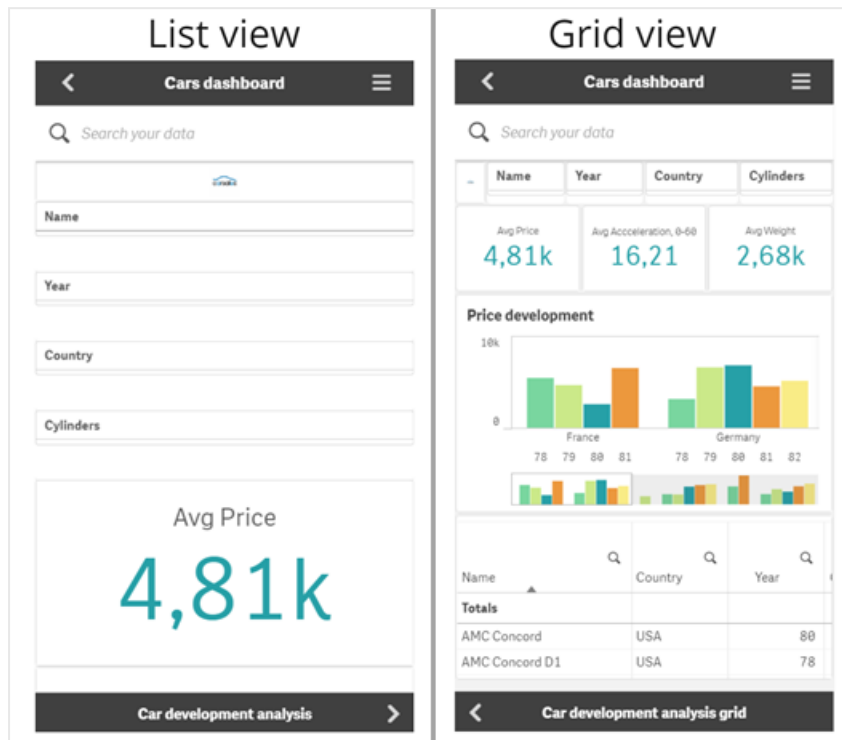 List view
Cars dashboard
Search your data
Name
Year
Country
Cylinders
Avg Price
4,81k
Car development analysis
Grid view
Cars dashboard
Search your data
Name Year Country Cylinders
Avg Price Avg Accceleration, 0-60 Avg Weight
4,81k 16,21 2,68k
Price development
10k
0
France Germany
78 79 80 81 78 79 80 81 82
Name Country Year
Totals
AMC Concord USA 80
AMC Concord D1 USA 78
Car development analysis grid